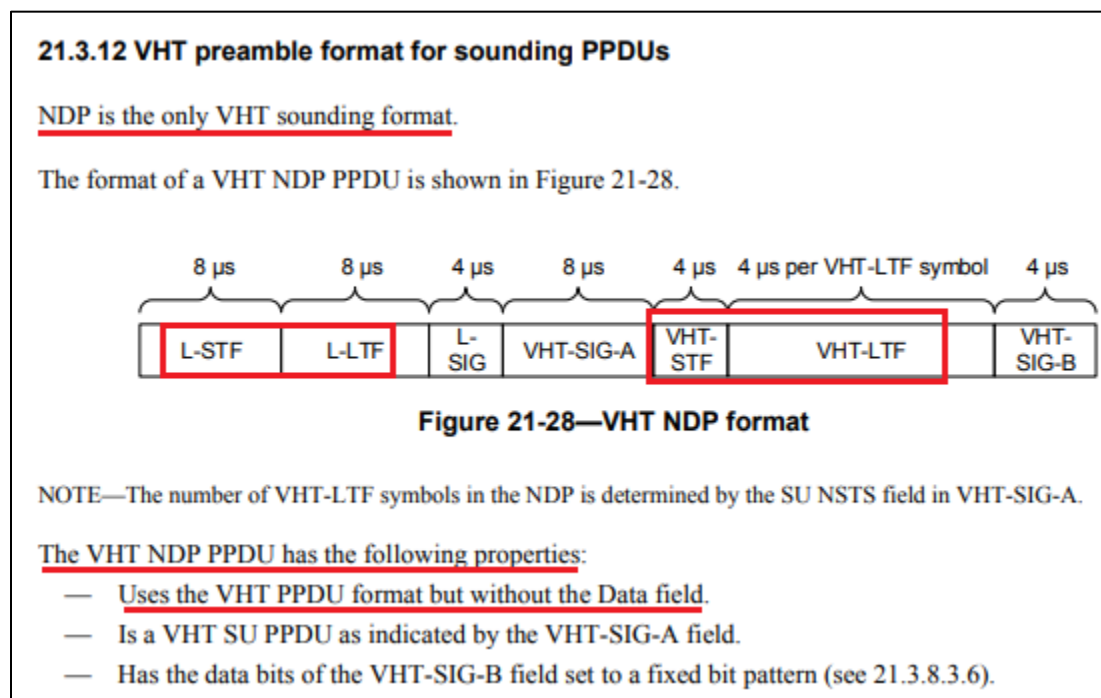 21.3.12 VHT preamble format for sounding PPDUs
NDP is the only VHT sounding format.
The format of a VHT NDP PPDU is shown in Figure 21-28.
8 µs 8 µs 4 µs 8 µs 4 µs 4 µs per VHT-LTF symbol 4 µs
L-STF L-LTF L-SIG VHT-SIG-A VHT-STF VHT-LTF VHT-SIG-B
Figure 21-28—VHT NDP format
NOTE—The number of VHT-LTF symbols in the NDP is determined by the SU NSTS field in VHT-SIG-A.
The VHT NDP PPDU has the following properties:
— Uses the VHT PPDU format but without the Data field.
— Is a VHT SU PPDU as indicated by the VHT-SIG-A field.
— Has the data bits of the VHT-SIG-B field set to a fixed bit pattern (see 21.3.8.3.6).